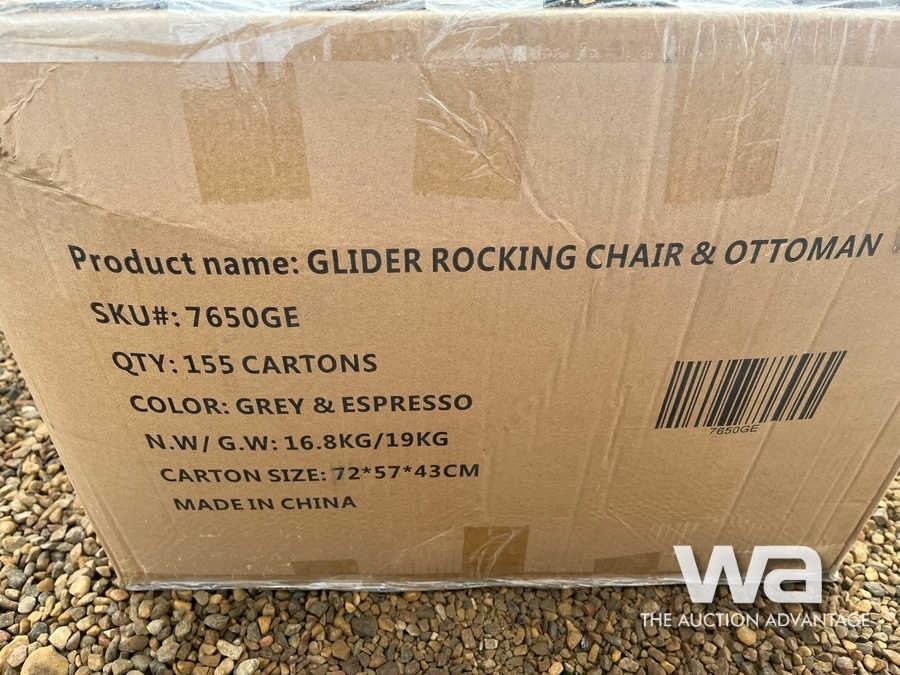 Product name: GLIDER ROCKING CHAIR & OTTOMAN
SKU#: 7650GE
QTY: 155 CARTONS
COLOR: GREY & ESPRESSO
N.W/ G.W: 16.8KG/19KG
CARTON SIZE: 72*57*43CM
MADE IN CHINA
7650GE
wa
THE AUCTION ADVANTAGE